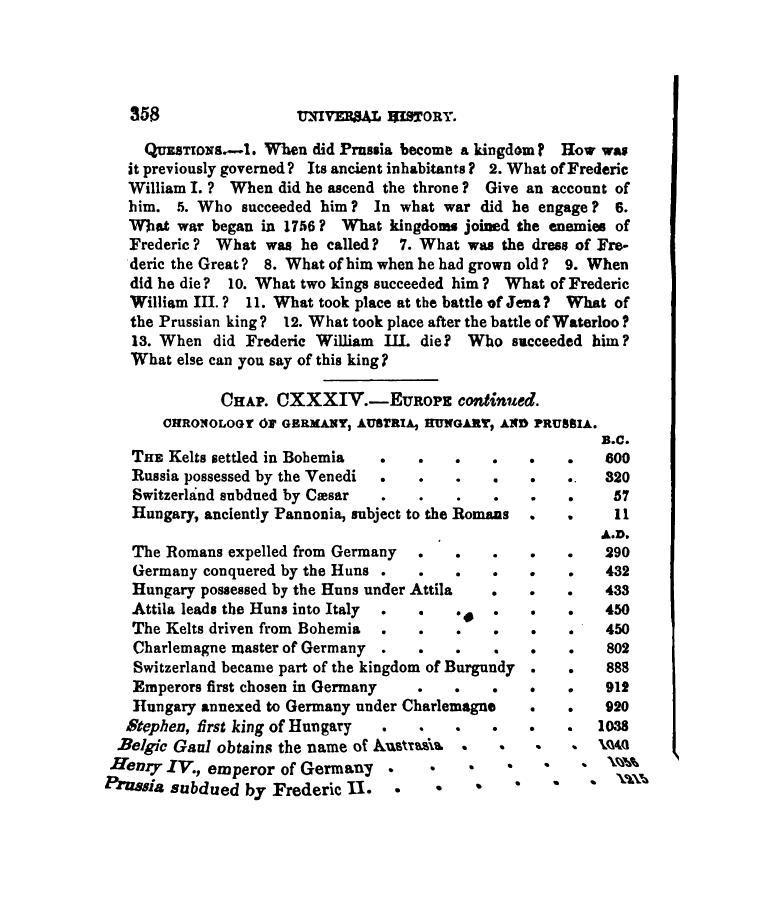 358 UNIVERSAL HISTORY.
QUESTIONS.—1. When did Prussia become a kingdom? How was
it previously governed? Its ancient inhabitants? 2. What of Frederic
William I.? When did he ascend the throne? Give an account of
him. 5. Who succeeded him? In what war did he engage? 6.
What war began in 1756? What kingdoms joined the enemies of
Frederic? What was he called? 7. What was the dress of Fre-
deric the Great? 8. What of him when he had grown old? 9. When
did he die? 10. What two kings succeeded him? What of Frederic
William III.? 11. What took place at the battle of Jena? What of
the Prussian king? 12. What took place after the battle of Waterloo?
13. When did Frederic William III. die? Who succeeded him?
What else can you say of this king?
CHAP. CXXXIV.—EUROPE continued.
CHRONOLOGY OF GERMANY, AUSTRIA, HUNGARY, AND PRUSSIA.
B.C.
THE Kelts settled in Bohemia . . . . . . 600
Russia possessed by the Venedi . . . . . . 320
Switzerland subdued by Cæsar . . . . . . 57
Hungary, anciently Pannonia, subject to the Romans . . 11
A.D.
The Romans expelled from Germany . . . . . 290
Germany conquered by the Huns . . . . . . 432
Hungary possessed by the Huns under Attila . . . 433
Attila leads the Huns into Italy . . . . . . 450
The Kelts driven from Bohemia . . . . . . 450
Charlemagne master of Germany . . . . . . 802
Switzerland became part of the kingdom of Burgundy . . 888
Emperors first chosen in Germany . . . . . 912
Hungary annexed to Germany under Charlemagne . . 920
Stephen, first king of Hungary . . . . . . 1038
Belgic Gaul obtains the name of Austrasia . . . . 1040
Henry IV., emperor of Germany . . . . . . 1056
Prussia subdued by Frederic II. . . . . . . 1215